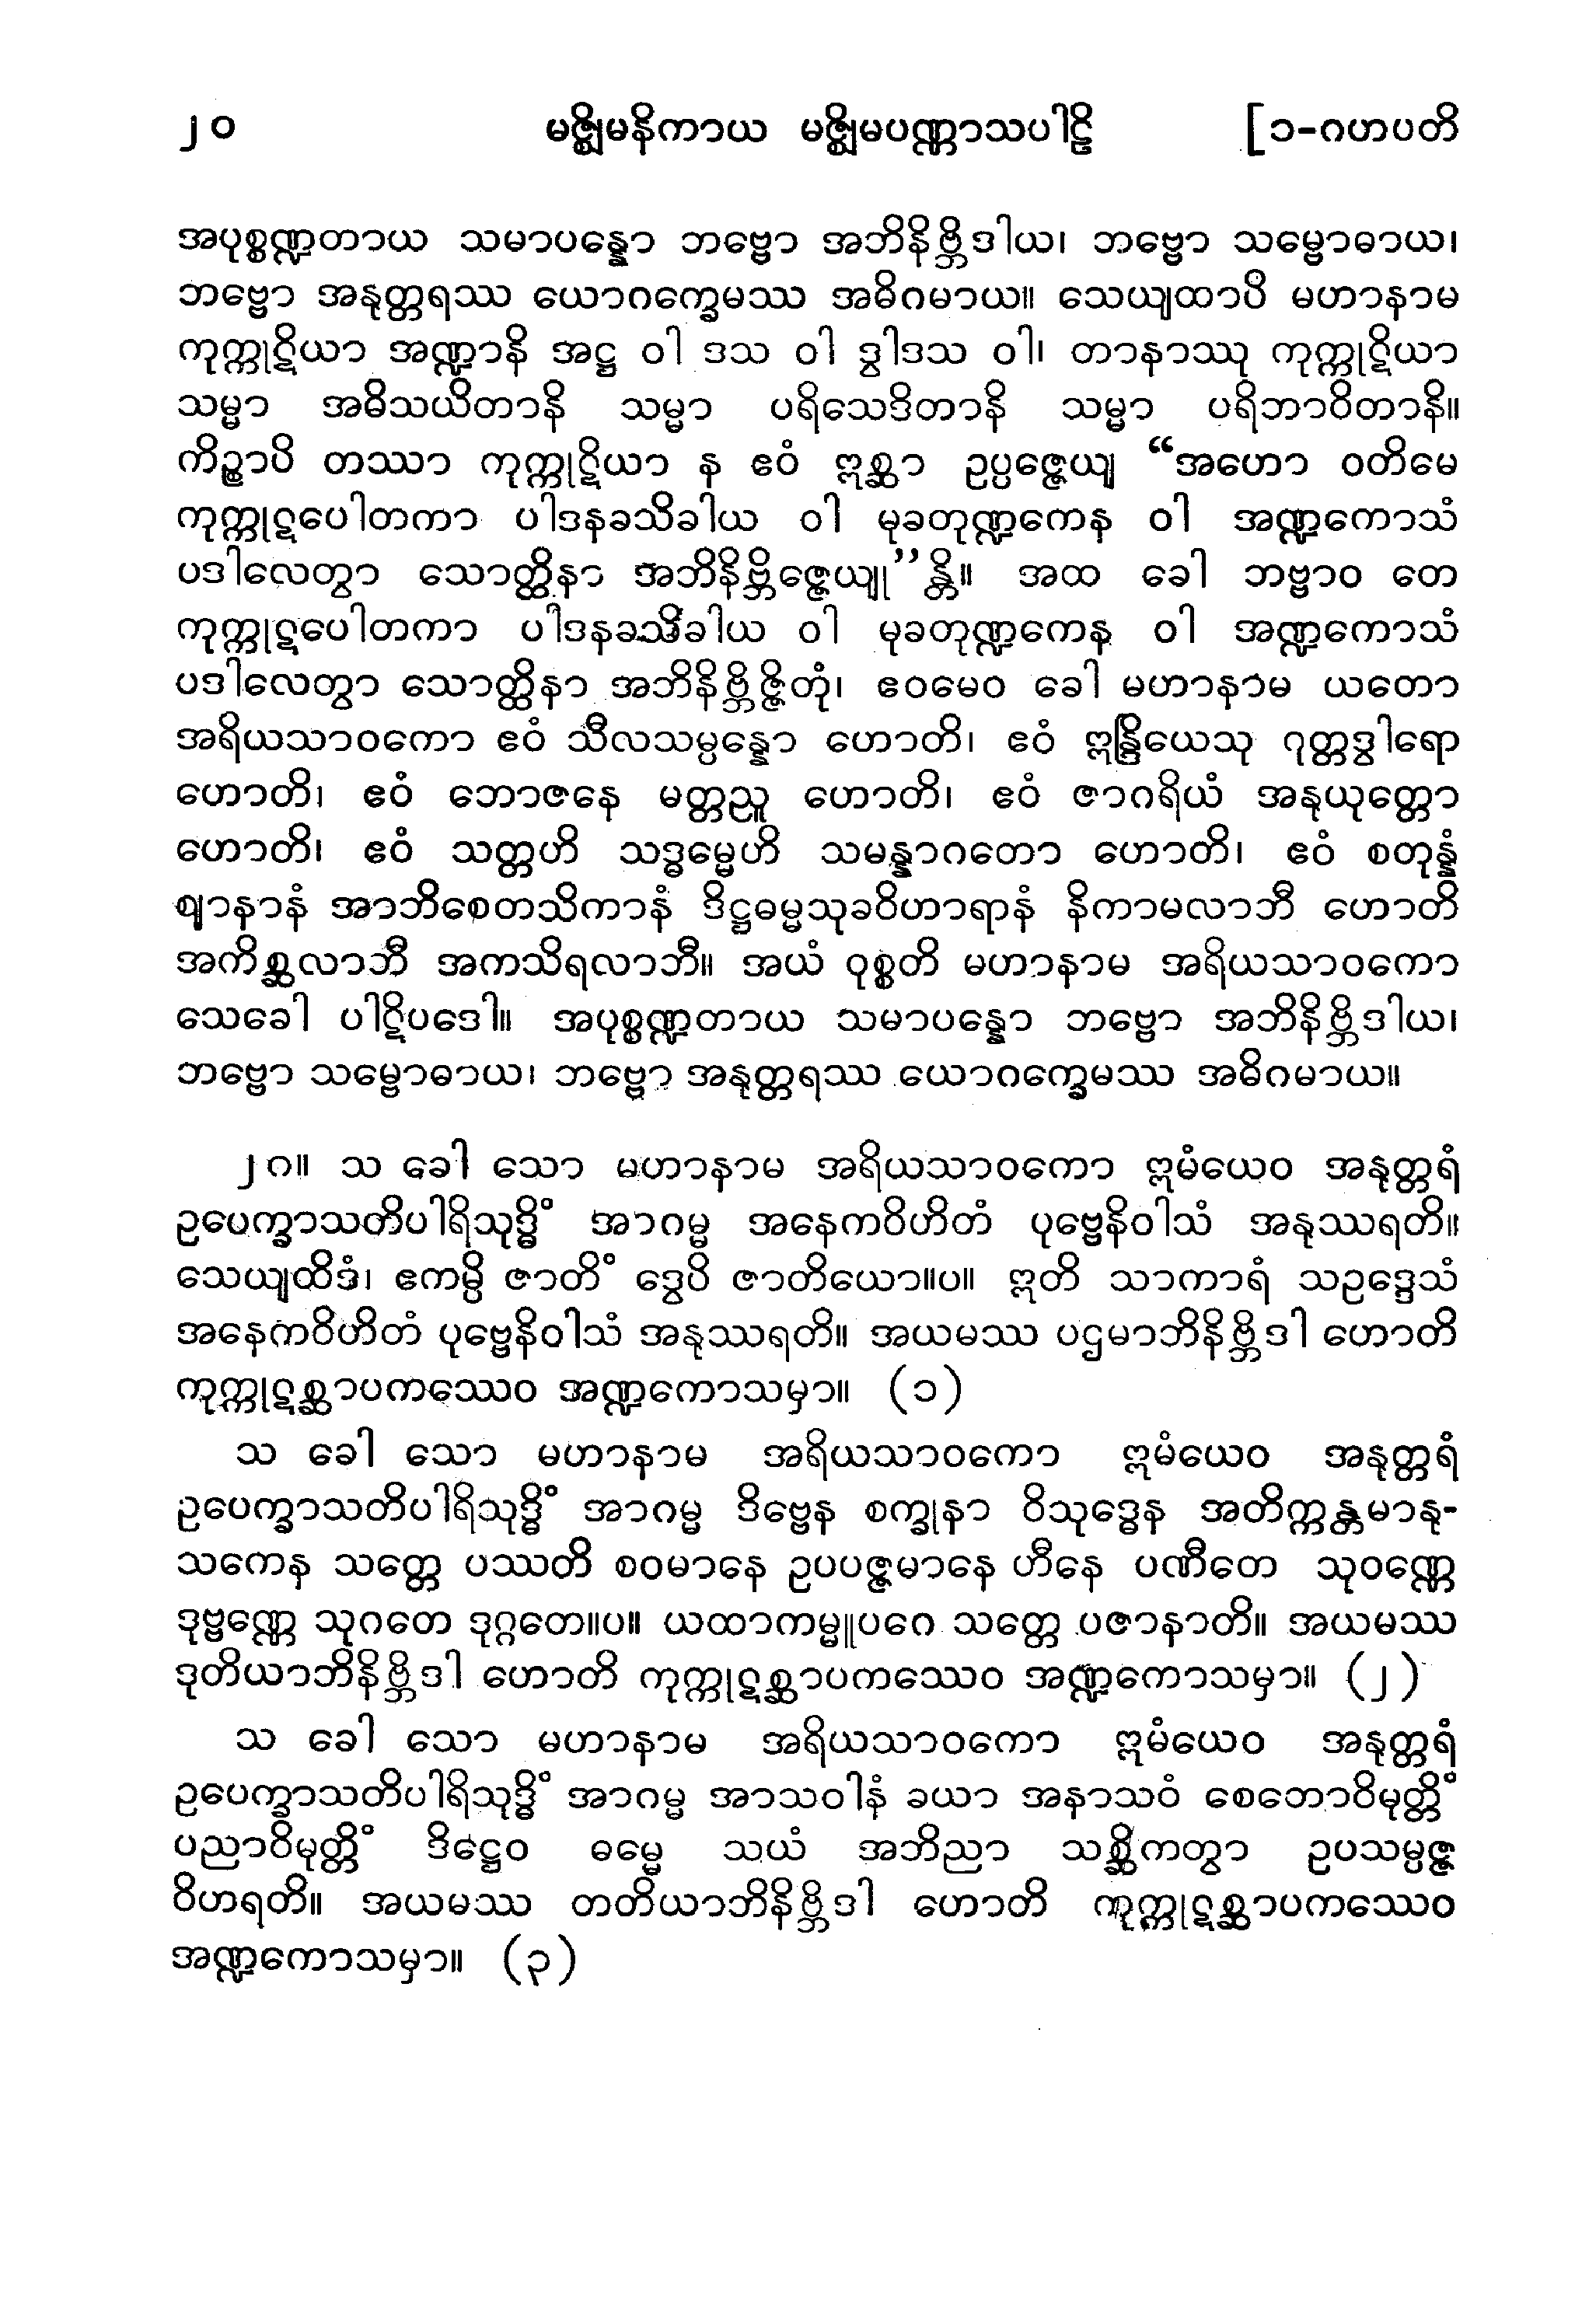 ၂၀ မဇ္ဈိမနိကာယ မဇ္ဈိမပဏ္ဏာသပါဠိ [၁-ဂဟပတိ
အပုစ္စဏ္ဍတာယ သမာပန္နော ဘဗ္ဗော အဘိနိဗ္ဘိဒါယ၊ ဘဗ္ဗော သမ္ဗောဓာယ၊
ဘဗ္ဗော အနုတ္တရဿ ယောဂက္ခေမဿ အဓိဂမာယ။ သေယျထာပိ မဟာနာမ
ကုက္ကုဋိယာ အဏ္ဍာနိ အဋ္ဌ ဝါ ဒသ ဝါ ဒွါဒသ ဝါ၊ တာနာဿု ကုက္ကုဋိယာ
သမ္မာ အဓိသယိတာနိ သမ္မာ ပရိသေဒိတာနိ သမ္မာ ပရိဘာဝိတာနိ။
ကိဉ္စာပိ တဿာ ကုက္ကုဋိယာ န ဧဝံ ဣစ္ဆာ ဥပ္ပဇ္ဇေယျ “အဟော ဝတိမေ
ကုက္ကုဋပေါတကာ ပါဒနခသိခါယ ဝါ မုခတုဏ္ဍကေန ဝါ အဏ္ဍကောသံ
ပဒါလေတွာ သောတ္ထိနာ အဘိနိဗ္ဘိဇ္ဇေယျု”န္တိ။ အထ ခေါ ဘဗ္ဗာဝ တေ
ကုက္ကုဋပေါတကာ ပါဒနခသိခါယ ဝါ မုခတုဏ္ဍကေန ဝါ အဏ္ဍကောသံ
ပဒါလေတွာ သောတ္ထိနာ အဘိနိဗ္ဘိဇ္ဇိတုံ၊ ဧဝမေဝ ခေါ မဟာနာမ ယတော
အရိယသာဝကော ဧဝံ သီလသမ္ပန္နော ဟောတိ၊ ဧဝံ ဣန္ဒြိယေသု ဂုတ္တဒွါရော
ဟောတိ၊ ဧဝံ ဘောဇနေ မတ္တညူ ဟောတိ၊ ဧဝံ ဇာဂရိယံ အနုယုတ္တော
ဟောတိ၊ ဧဝံ သတ္တဟိ သဒ္ဓမ္မေဟိ သမန္နာဂတော ဟောတိ၊ ဧဝံ စတုန္နံ
ဈာနာနံ အာဘိစေတသိကာနံ ဒိဋ္ဌဓမ္မသုခဝိဟာရာနံ နိကာမလာဘီ ဟောတိ
အကိစ္ဆလာဘီ အကသိရလာဘီ။ အယံ ဝုစ္စတိ မဟာနာမ အရိယသာဝကော
သေခေါ ပါဋိပဒေါ။ အပုစ္စဏ္ဍတာယ သမာပန္နော ဘဗ္ဗော အဘိနိဗ္ဘိဒါယ၊
ဘဗ္ဗော သမ္ဗောဓာယ၊ ဘဗ္ဗော အနုတ္တရဿ ယောဂက္ခေမဿ အဓိဂမာယ။
၂၇။ သ ခေါ သော မဟာနာမ အရိယသာဝကော ဣမံယေဝ အနုတ္တရံ
ဥပေက္ခာသတိပါရိသုဒ္ဓိံ အာဂမ္မ အနေကဝိဟိတံ ပုဗ္ဗေနိဝါသံ အနုဿရတိ။
သေယျထိဒံ၊ ဧကမ္ပိ ဇာတိံ ဒွေပိ ဇာတိယော။ပ။ ဣတိ သာကာရံ သဥဒ္ဒေသံ
အနေကဝိဟိတံ ပုဗ္ဗေနိဝါသံ အနုဿရတိ။ အယမဿ ပဌမာဘိနိဗ္ဘိဒါ ဟောတိ
ကုက္ကုဋစ္ဆာပကဿေဝ အဏ္ဍကောသမှာ။ (၁)
သ ခေါ သော မဟာနာမ အရိယသာဝကော ဣမံယေဝ အနုတ္တရံ
ဥပေက္ခာသတိပါရိသုဒ္ဓိံ အာဂမ္မ ဒိဗ္ဗေန စက္ခုနာ ဝိသုဒ္ဓေန အတိက္ကန္တမာနု-
သကေန သတ္တေ ပဿတိ စဝမာနေ ဥပပဇ္ဇမာနေ ဟီနေ ပဏီတေ သုဝဏ္ဏေ
ဒုဗ္ဗဏ္ဏေ သုဂတေ ဒုဂ္ဂတေ။ပ။ ယထာကမ္မူပဂေ သတ္တေ ပဇာနာတိ။ အယမဿ
ဒုတိယာဘိနိဗ္ဘိဒါ ဟောတိ ကုက္ကုဋစ္ဆာပကဿေဝ အဏ္ဍကောသမှာ။ (၂)
သ ခေါ သော မဟာနာမ အရိယသာဝကော ဣမံယေဝ အနုတ္တရံ
ဥပေက္ခာသတိပါရိသုဒ္ဓိံ အာဂမ္မ အာသဝါနံ ခယာ အနာသဝံ စေတောဝိမုတ္တိံ
ပညာဝိမုတ္တိံ ဒိဋ္ဌေဝ ဓမ္မေ သယံ အဘိညာ သစ္ဆိကတွာ ဥပသမ္ပဇ္ဇ
ဝိဟရတိ။ အယမဿ တတိယာဘိနိဗ္ဘိဒါ ဟောတိ ကုက္ကုဋစ္ဆာပကဿေဝ
အဏ္ဍကောသမှာ။ (၃)